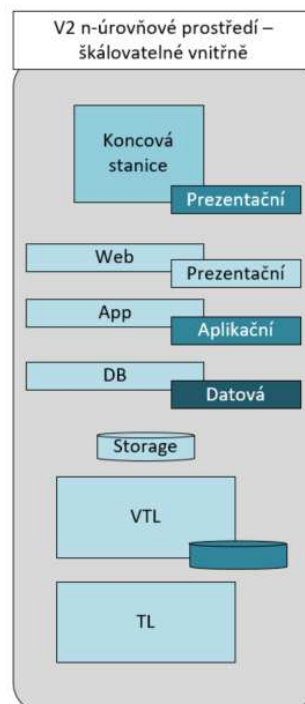 V2 n-úrovňové prostředí –
škálovatelné vnitřně
Koncová
stanice
Prezentační
Web
Prezentační
App
Aplikační
DB
Datová
Storage
VTL
TL